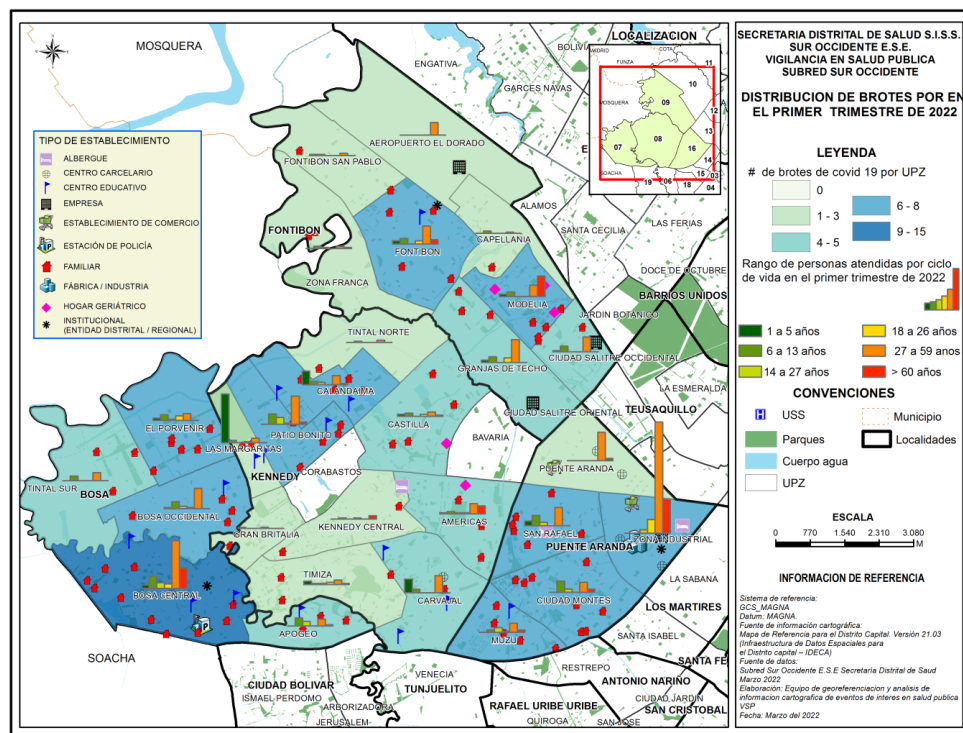 MOSQUERA
ENGATIVA
BOLIVIA
GARCES NAVAS
LOCALIZACION
MADRID
FUNZA
COTA
MOSQUERA
SOACHA
11
10
09
12
13
08
07
16
14
15
03
19
06
18
04
TIPO DE ESTABLECIMIENTO
ALBERGUE
CENTRO CARCELARIO
CENTRO EDUCATIVO
EMPRESA
ESTABLECIMIENTO DE COMERCIO
ESTACIÓN DE POLICÍA
FAMILIAR
FÁBRICA / INDUSTRIA
HOGAR GERIÁTRICO
INSTITUCIONAL
(ENTIDAD DISTRITAL / REGIONAL)
AEROPUERTO EL DORADO
FONTIBON SAN PABLO
ALAMOS
LAS FERIAS
SANTA CECILIA
FONTIBON
CAPELLANIA
FONTIBON
DOCE DE OCTUBRE
ZONA FRANCA
BARRIOS UNIDOS
MODELIA
JARDIN BOTANICO
TINTAL NORTE
CIUDAD SALITRE OCCIDENTAL
GRANJAS DE TECHO
LA ESMERALDA
CALANDAIMA
CIUDAD SALITRE ORIENTAL
TEUSAQUILLO
EL PORVENIR
PATIO BONITO
CASTILLA
BAVARIA
LAS MARGARITAS
PUENTE ARANDA
KENNEDY
CORABASTOS
TINTAL SUR
BOSA
BOSA OCCIDENTAL
KENNEDY CENTRAL
AMERICAS
GRAN BRITALIA
SAN RAFAEL
ZONA INDUSTRIAL
PUENTE ARANDA
TIMIZA
LA SABANA
BOSA CENTRAL
CARVAJAL
CIUDAD MONTES
LOS MARTIRES
APOGEO
MUZU
SANTA ISABEL
SOACHA
SANTA FE
VENECIA
RESTREPO
CIUDAD BOLIVAR
TUNJUELITO
ANTONIO NARIÑO
ISMAEL PERDOMO
CIUDAD JARDIN
ARBORIZADORA
RAFAEL URIBE URIBE
SAN CRISTOBAL
JERUSALEM
QUIROGA
SAN JOSE
SECRETARIA DISTRITAL DE SALUD S.I.S.S.
SUR OCCIDENTE E.S.E.
VIGILANCIA EN SALUD PUBLICA
SUBRED SUR OCCIDENTE
DISTRIBUCION DE BROTES POR EN
EL PRIMER TRIMESTRE DE 2022
LEYENDA
# de brotes de covid 19 por UPZ
0
6 - 8
1 - 3
9 - 15
4 - 5
Rango de personas atendidas por ciclo
de vida en el primer trimestre de 2022
1 a 5 años
18 a 26 años
6 a 13 años
27 a 59 anos
14 a 27 años
> 60 años
CONVENCIONES
H
USS
Municipio
Parques
Localidades
Cuerpo agua
UPZ
ESCALA
0 770 1.540 2.310 3.080
M
INFORMACION DE REFERENCIA
Sistema de referencia:
GCS_MAGNA
Datum: MAGNA
Fuente de información cartográfica:
Mapa de Referencia para el Distrito Capital. Versión 21.03
(Infraestructura de Datos Espaciales para
el Distrito capital – IDECA)
Fuente de datos:
Subred Sur Occidente E.S.E Secretaría Distrital de Saud
Marzo 2022
Elaboración: Equipo de georeferenciacion y analisis de
informacion cartografica de eventos de interes en salud publica
VSP
Fecha: Marzo del 2022